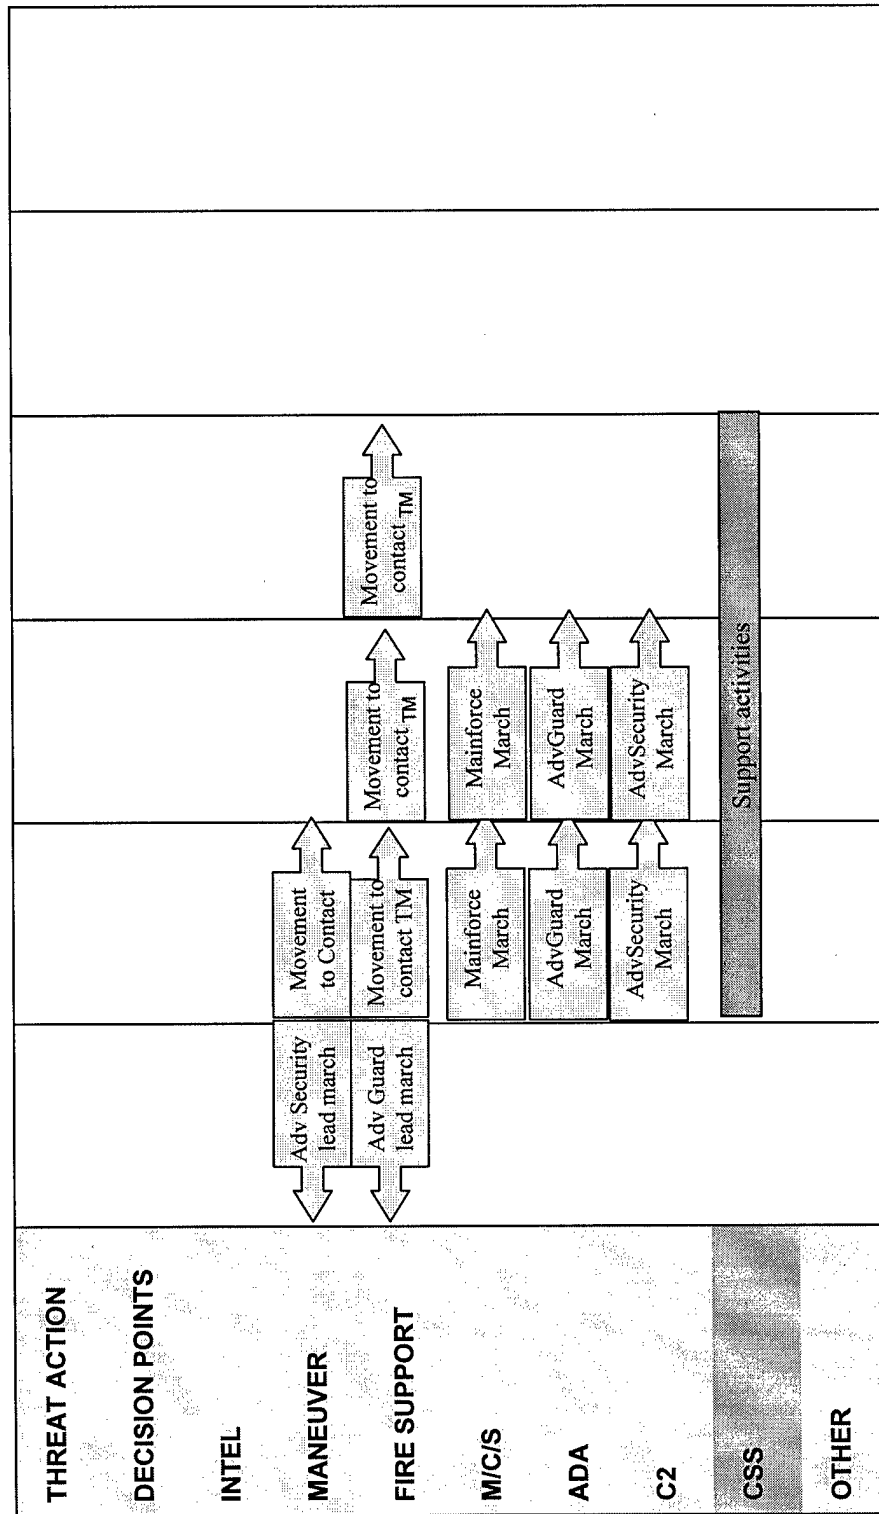 THREAT ACTION
DECISION POINTS
INTEL
MANEUVER
Adv Security
lead march
Movement
to Contact
FIRE SUPPORT
Adv Guard
lead march
Movement to
contact TM
Movement to
contact TM
Movement to
contact TM
M/C/S
Mainforce
March
Mainforce
March
ADA
AdvGuard
March
AdvGuard
March
C2
AdvSecurity
March
AdvSecurity
March
CSS
Support activities
OTHER